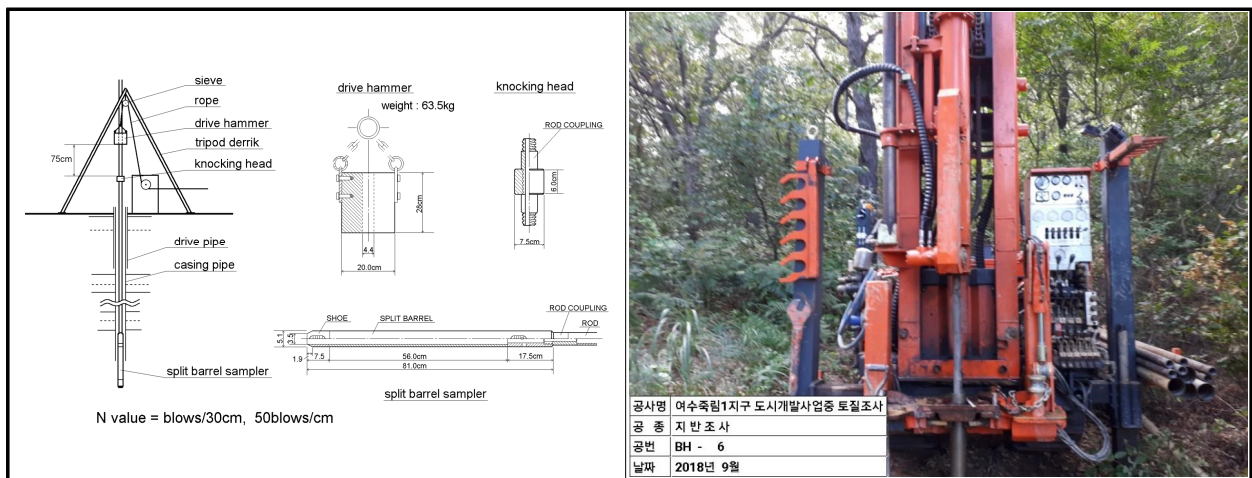 sieve
rope
drive hammer
tripod derrik
knocking head
75cm
drive pipe
casing pipe
split barrel sampler
N value = blows/30cm, 50blows/cm
drive hammer
weight : 63.5kg
28cm
4.4
20.0cm
knocking head
ROD COUPLING
6.0cm
7.5cm
SHOE
SPLIT BARREL
ROD COUPLING
ROD
5.1
3.5
1.9
7.5
56.0cm
17.5cm
81.0cm
split barrel sampler
공사명 여수죽림1지구 도시개발사업중 토질조사
공 종 지 반 조 사
공번 BH - 6
날짜 2018년 9월